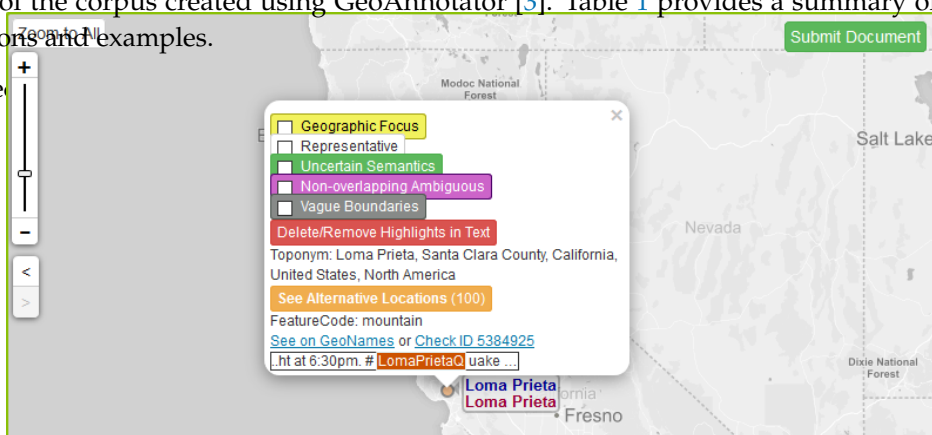 of the corpus created using GeoAnnotator [3]. Table 1 provides a summary of
ons and examples.
Zoom to All
Submit Document
+
−
<
>
Modoc National
Forest
Salt Lake
Nevada
Dixie National
Forest
Fresno
×
Geographic Focus
Representative
Uncertain Semantics
Non-overlapping Ambiguous
Vague Boundaries
Delete/Remove Highlights in Text
Toponym: Loma Prieta, Santa Clara County, California,
United States, North America
See Alternative Locations (100)
FeatureCode: mountain
See on GeoNames or Check ID 5384925
..ht at 6:30pm. # LomaPrietaQ uake ...
Loma Prieta
Loma Prieta
ornia